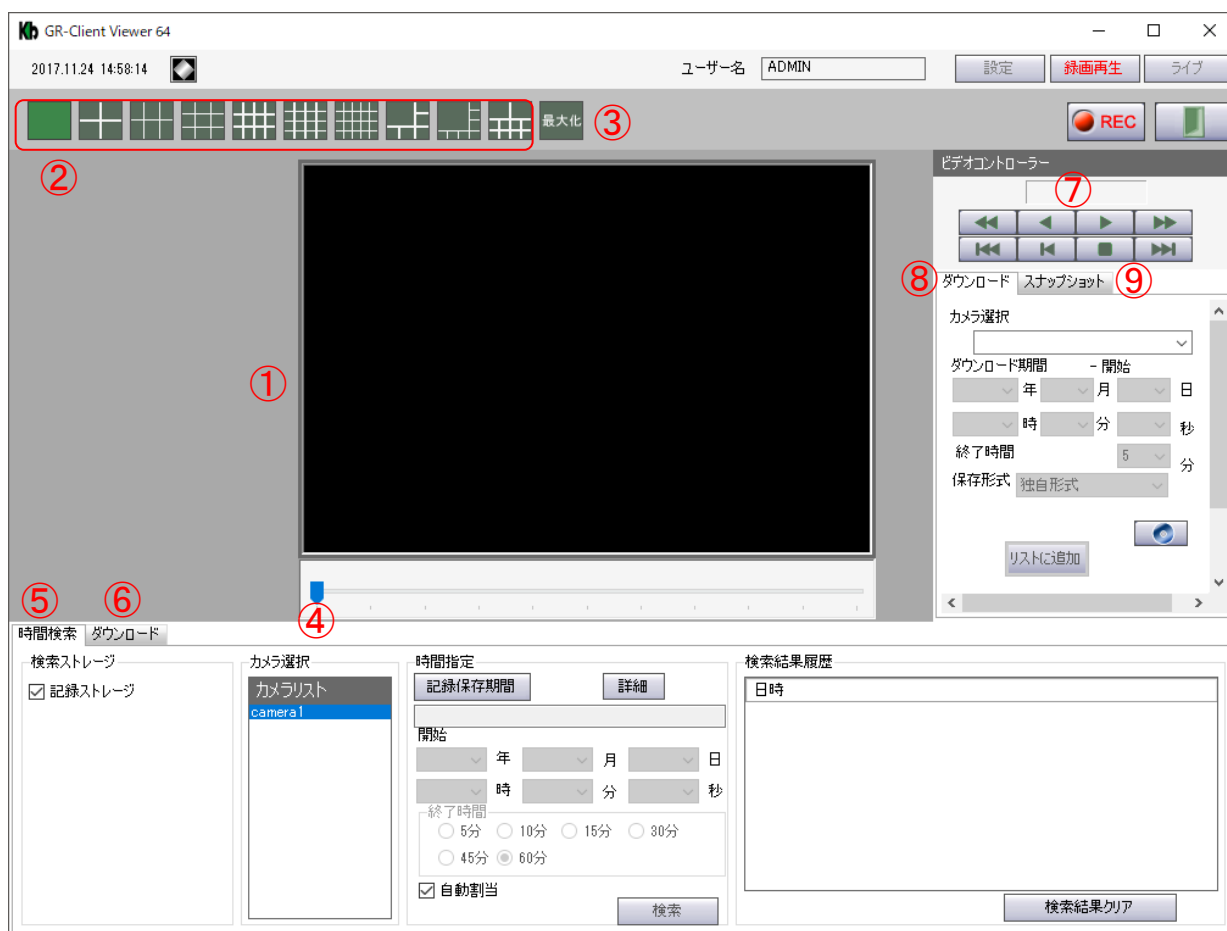 Kb GR-Client Viewer 64
2017.11.24 14:58:14 ユーザー名 ADMIN 設定 録画再生 ライブ
最大化 ③ REC
②
ビデオコントローラー
⑦
⑧ ダウンロード スナップショット ⑨
カメラ選択
①
ダウンロード期間 - 開始
年 月 日
時 分 秒
終了時間 5 分
保存形式 独自形式
リストに追加
④
⑤ ⑥
時間検索 ダウンロード
検索ストレージ
記録ストレージ
カメラ選択
カメラリスト
camera1
時間指定
記録保存期間 詳細
開始
年 月 日
時 分 秒
終了時間
5分 10分 15分 30分
45分 60分
自動割当
検索
検索結果履歴
日時
検索結果クリア